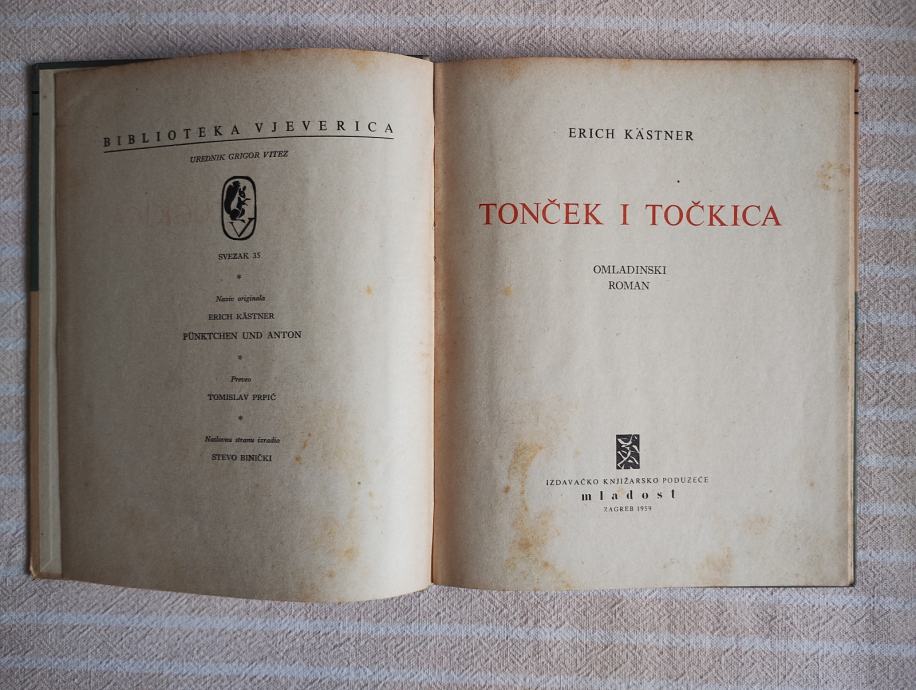 BIBLIOTEKA VJEVERICA
UREDNIK GRIGOR VITEZ
V
SVEZAK 35
*
Naziv originala
ERICH KÄSTNER
PÜNKTCHEN UND ANTON
*
Preveo
TOMISLAV PRPIĆ
*
Naslovnu stranu izradio
STEVO BINIČKI
ERICH KÄSTNER
TONČEK I TOČKICA
OMLADINSKI
ROMAN
IZDAVAČKO KNJIŽARSKO PODUZEĆE
mladost
ZAGREB 1959